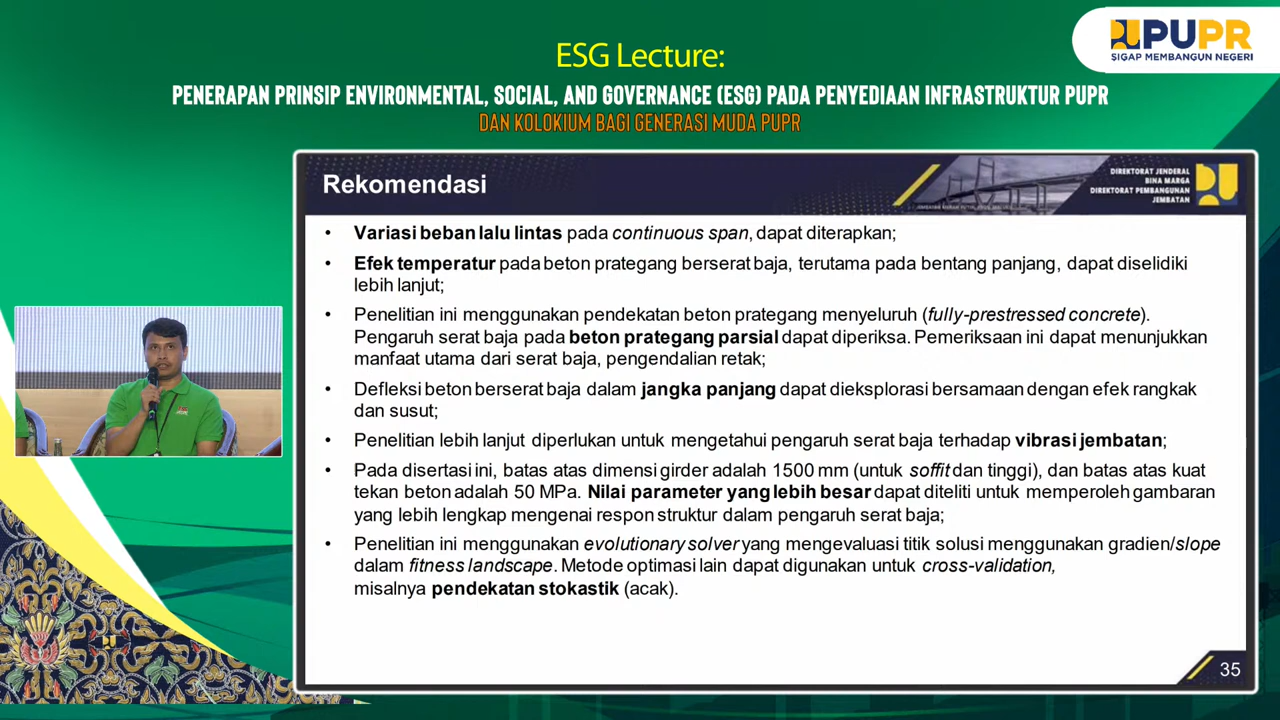 ESG Lecture:
PENERAPAN PRINSIP ENVIRONMENTAL, SOCIAL, AND GOVERNANCE (ESG) PADA PENYEDIAAN INFRASTRUKTUR PUPR
DAN KOLOKIUM BAGI GENERASI MUDA PUPR
PUPR
SIGAP MEMBANGUN NEGERI
Rekomendasi
DIREKTORAT JENDERAL
BINA MARGA
DIREKTORAT PEMBANGUNAN
JEMBATAN
• Variasi beban lalu lintas pada continuous span, dapat diterapkan;
• Efek temperatur pada beton prategang berserat baja, terutama pada bentang panjang, dapat diselidiki
lebih lanjut;
• Penelitian ini menggunakan pendekatan beton prategang menyeluruh (fully-prestressed concrete).
Pengaruh serat baja pada beton prategang parsial dapat diperiksa. Pemeriksaan ini dapat menunjukkan
manfaat utama dari serat baja, pengendalian retak;
• Defleksi beton berserat baja dalam jangka panjang dapat dieksplorasi bersamaan dengan efek rangkak
dan susut;
• Penelitian lebih lanjut diperlukan untuk mengetahui pengaruh serat baja terhadap vibrasi jembatan;
• Pada disertasi ini, batas atas dimensi girder adalah 1500 mm (untuk soffit dan tinggi), dan batas atas kuat
tekan beton adalah 50 MPa. Nilai parameter yang lebih besar dapat diteliti untuk memperoleh gambaran
yang lebih lengkap mengenai respon struktur dalam pengaruh serat baja;
• Penelitian ini menggunakan evolutionary solver yang mengevaluasi titik solusi menggunakan gradien/slope
dalam fitness landscape. Metode optimasi lain dapat digunakan untuk cross-validation,
misalnya pendekatan stokastik (acak).
35